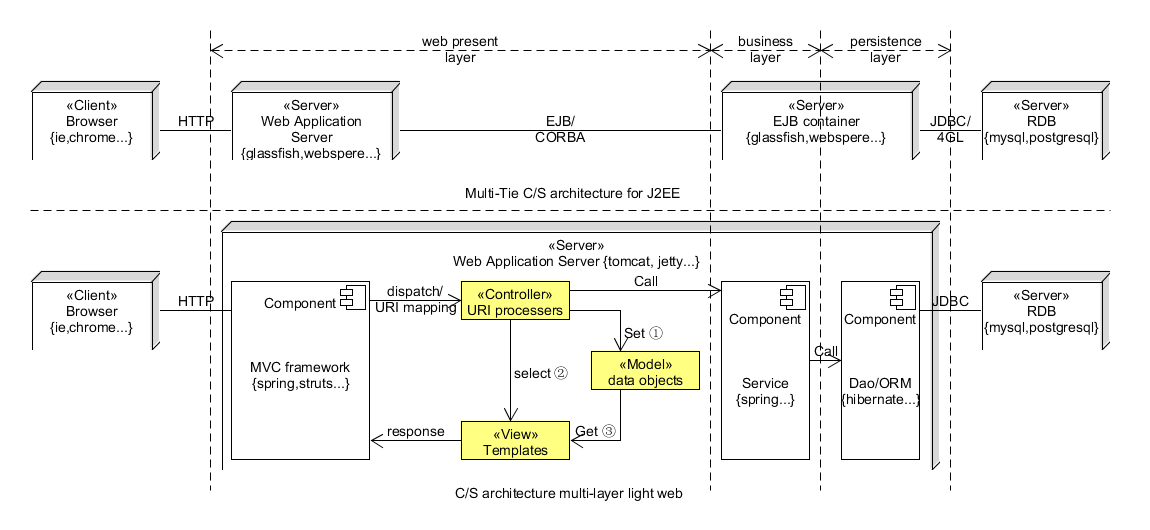 web present
layer
business
layer
persistence
layer
«Client»
Browser
{ie,chrome...}
HTTP
«Server»
Web Application
Server
{glassfish,webspere...}
EJB/
CORBA
«Server»
EJB container
{glassfish,webspere...}
JDBC/
4GL
«Server»
RDB
{mysql,postgresql}
Multi-Tie C/S architecture for J2EE
«Server»
Web Application Server {tomcat, jetty...}
«Client»
Browser
{ie,chrome...}
HTTP
Component
MVC framework
{spring,struts...}
dispatch/
URI mapping
«Controller»
URI processers
Call
Set ①
«Model»
data objects
select ②
Get ③
«View»
Templates
response
Component
Service
{spring...}
Call
Component
Dao/ORM
{hibernate...}
JDBC
«Server»
RDB
{mysql,postgresql}
C/S architecture multi-layer light web